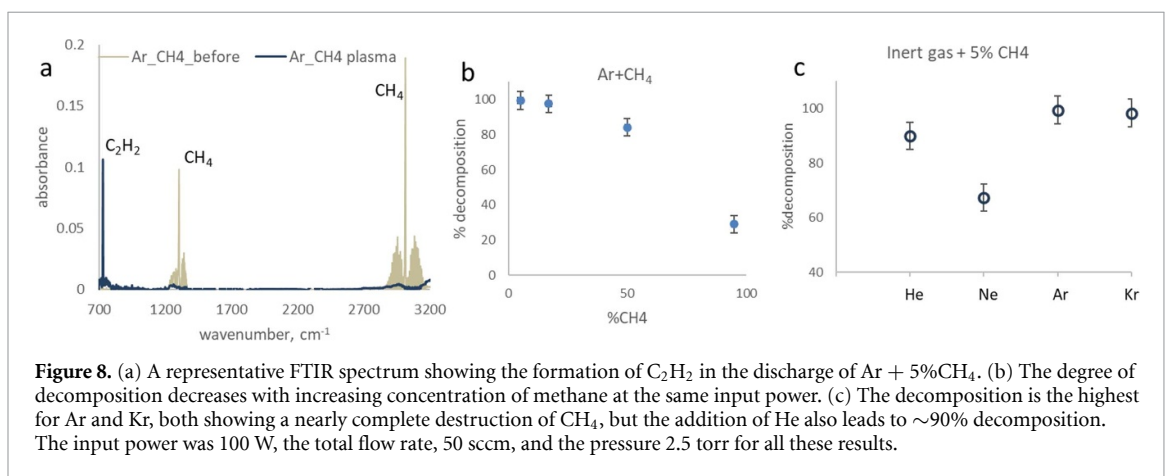 a
Ar_CH4_before
Ar_CH4 plasma
0.2
0.15
0.1
0.05
0
absorbance
C₂H₂
CH₄
CH₄
700
1200
1700
2200
2700
3200
wavenumber, cm⁻¹
b
Ar+CH₄
100
80
60
40
20
0
% decomposition
0
50
100
%CH4
c
Inert gas + 5% CH4
100
80
60
40
%decomposition
He
Ne
Ar
Kr
Figure 8. (a) A representative FTIR spectrum showing the formation of C₂H₂ in the discharge of Ar + 5%CH₄. (b) The degree of
decomposition decreases with increasing concentration of methane at the same input power. (c) The decomposition is the highest
for Ar and Kr, both showing a nearly complete destruction of CH₄, but the addition of He also leads to ∼90% decomposition.
The input power was 100 W, the total flow rate, 50 sccm, and the pressure 2.5 torr for all these results.